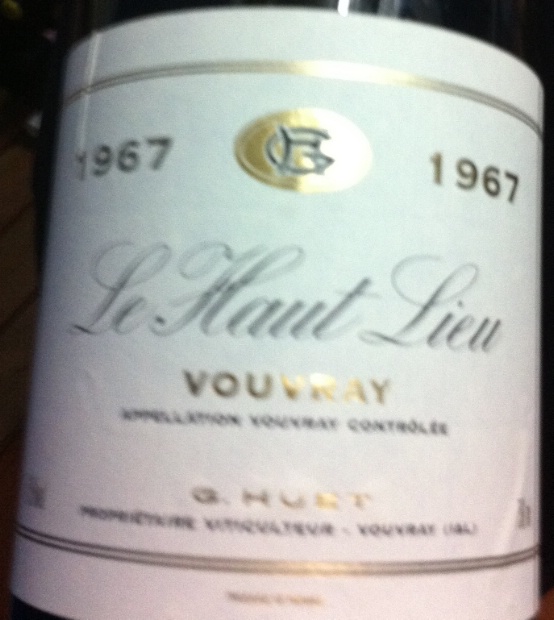 1967 1967
Le Haut Lieu
VOUVRAY
APPELLATION VOUVRAY CONTRÔLÉE
G. HUET
PROPRIÉTAIRE VITICULTEUR - VOUVRAY (I&L)